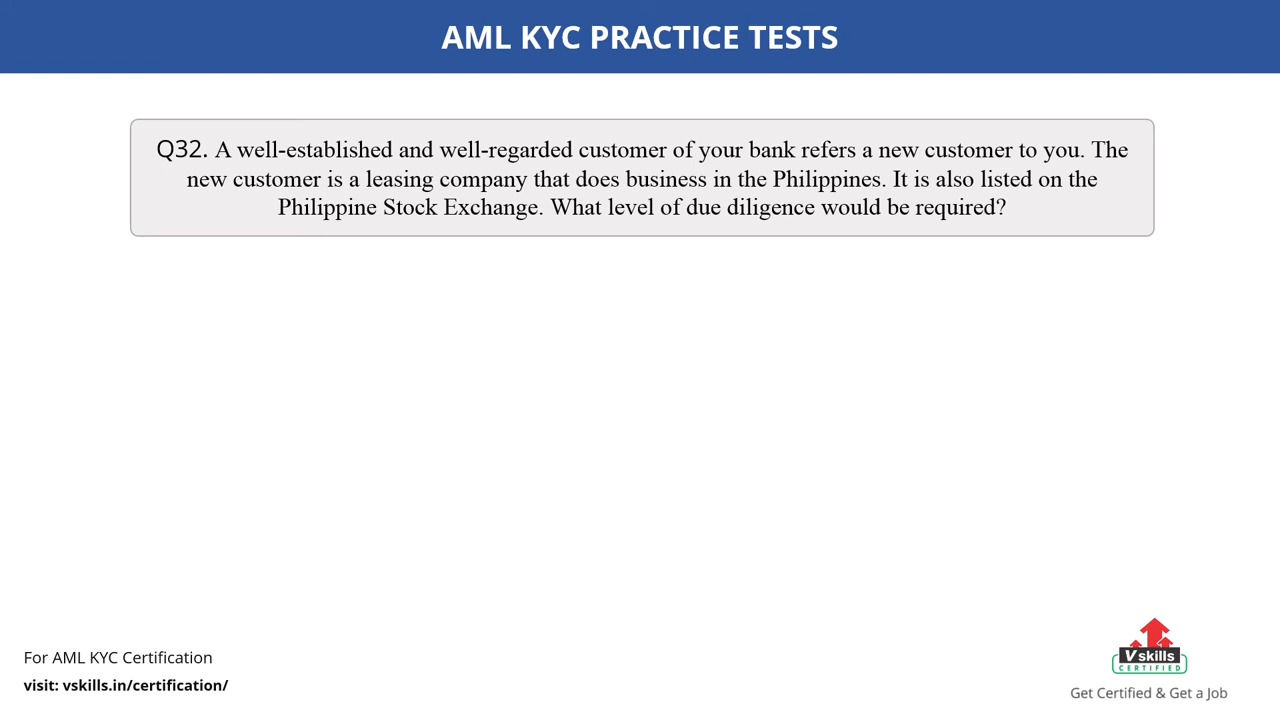 AML KYC PRACTICE TESTS
Q32. A well-established and well-regarded customer of your bank refers a new customer to you. The
new customer is a leasing company that does business in the Philippines. It is also listed on the
Philippine Stock Exchange. What level of due diligence would be required?
For AML KYC Certification
visit: vskills.in/certification/
Vskills
CERTIFIED
Get Certified & Get a Job